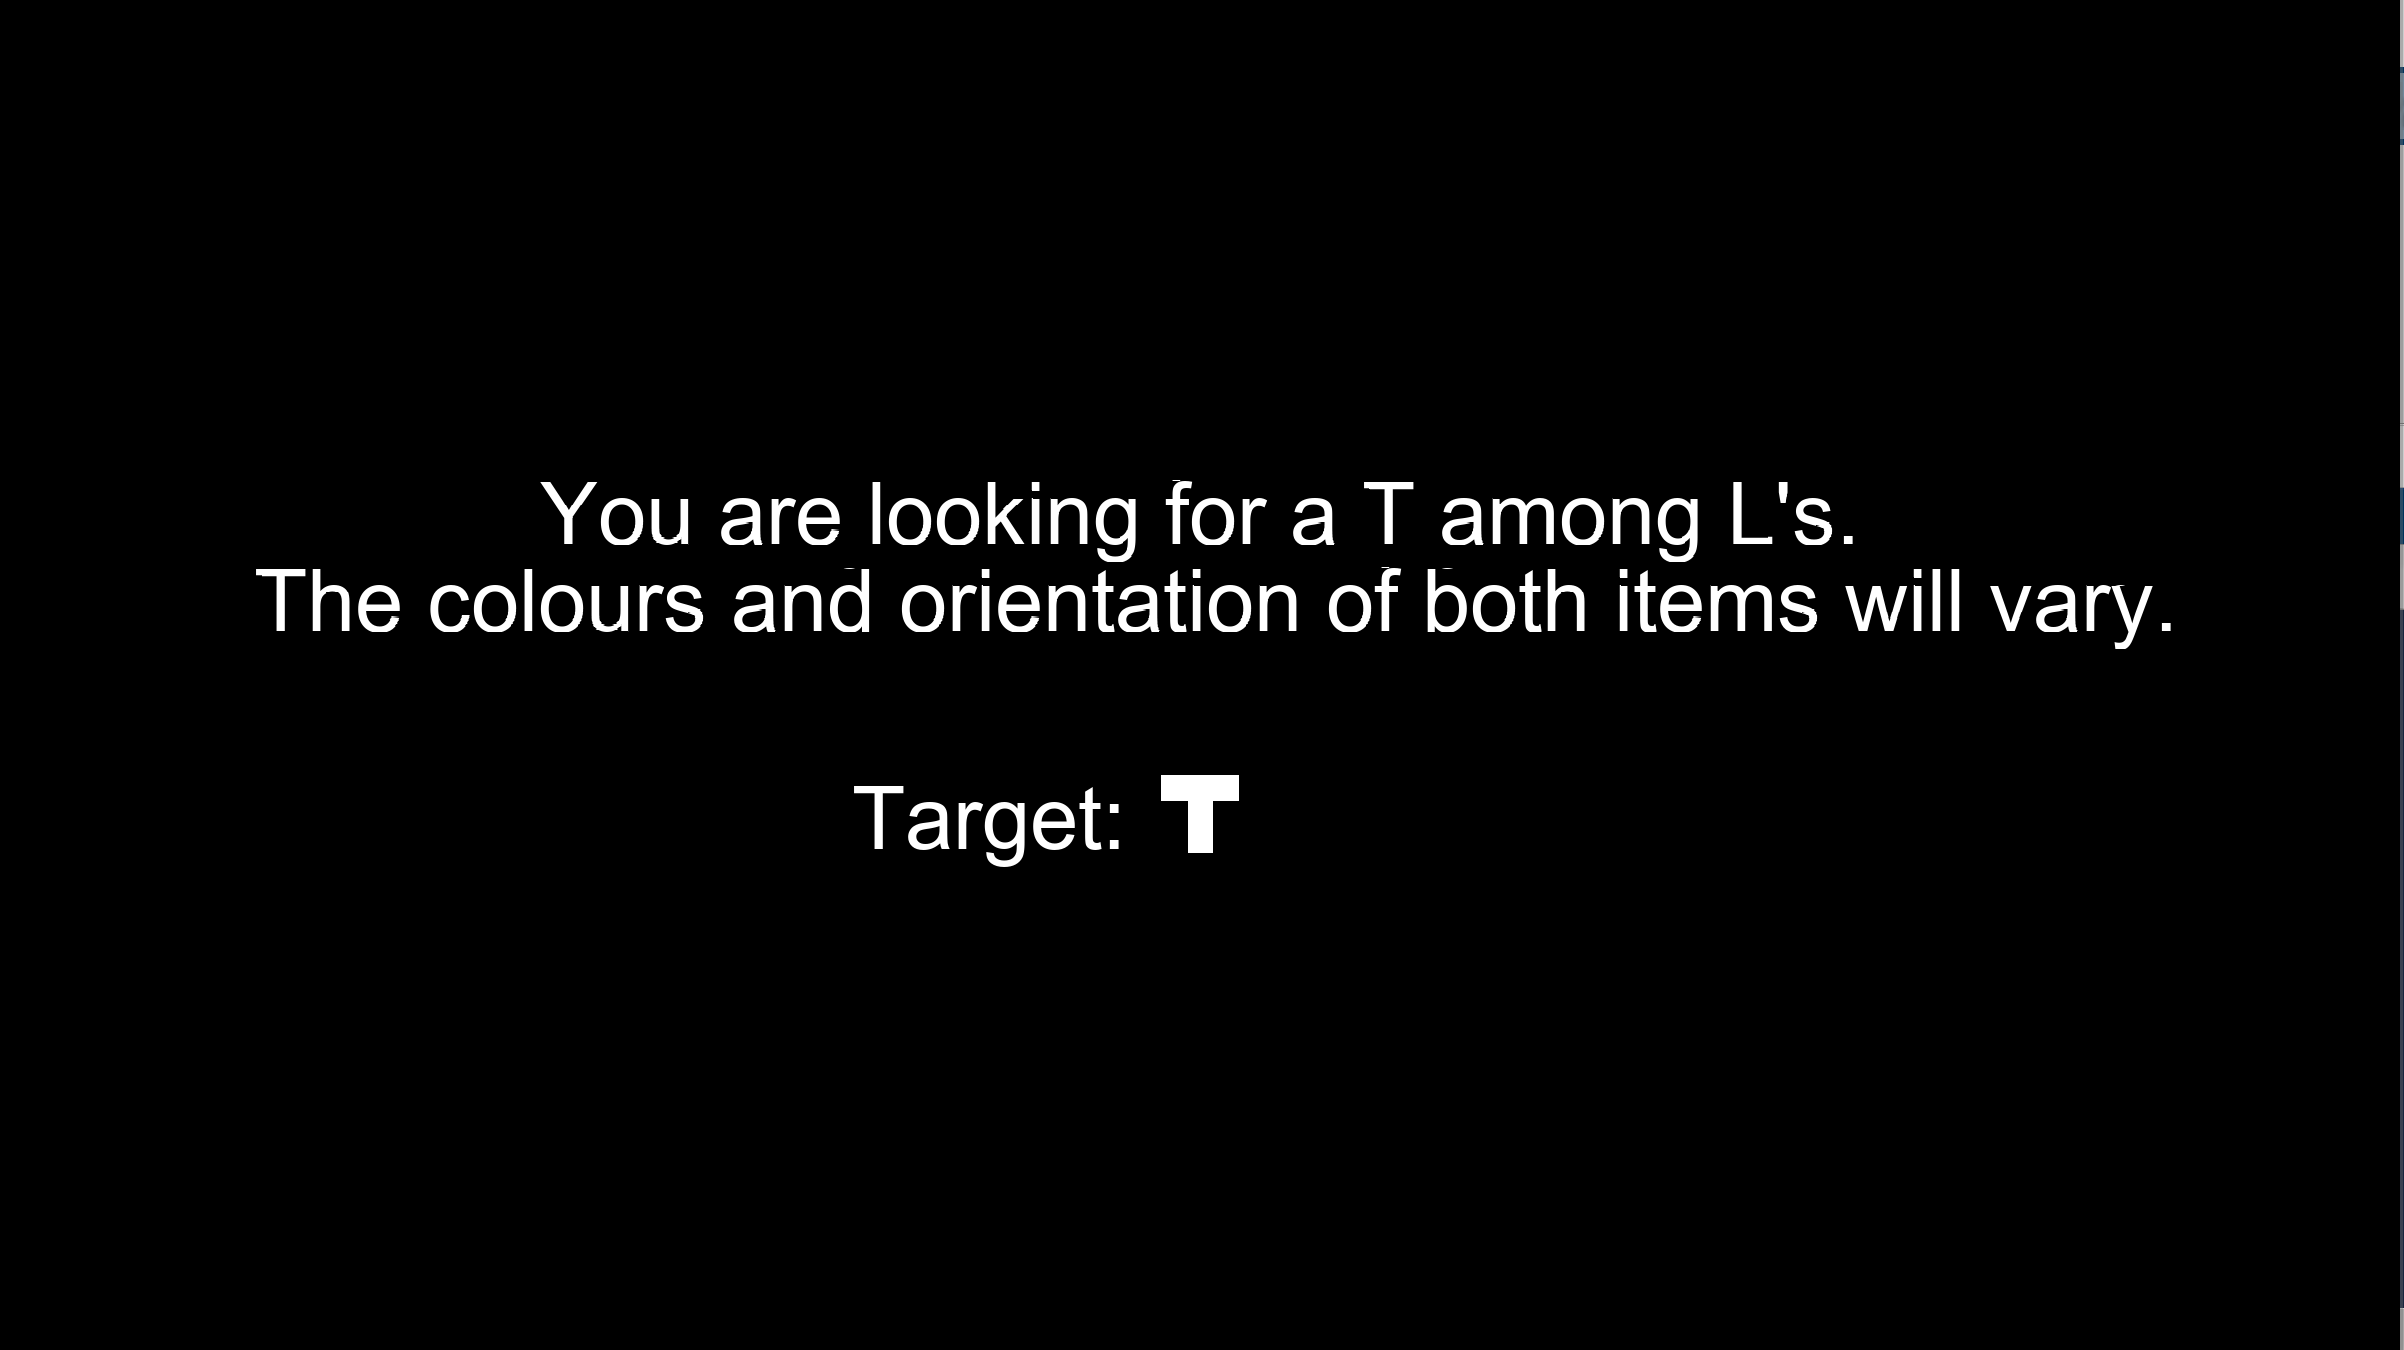 You are looking for a T among L's.
The colours and orientation of both items will vary.
Target: T